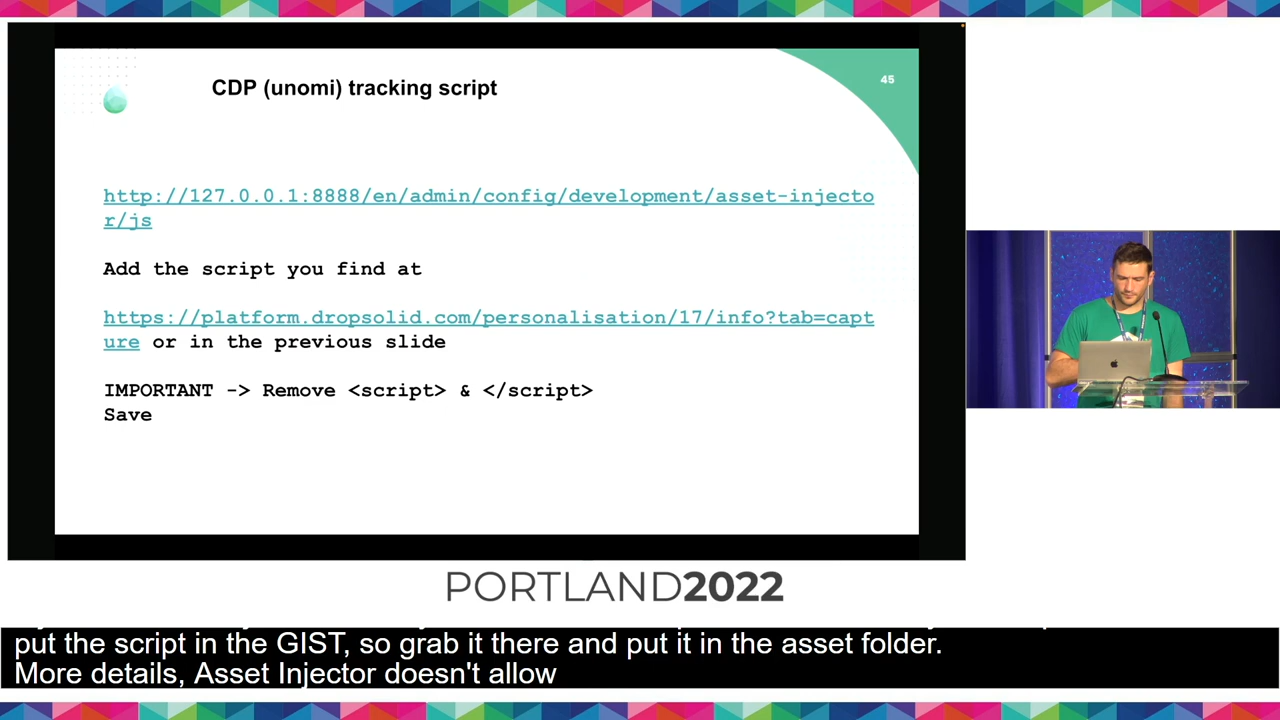 45
CDP (unomi) tracking script
http://127.0.0.1:8888/en/admin/config/development/asset-injecto
r/js
Add the script you find at
https://platform.dropsolid.com/personalisation/17/info?tab=capt
ure or in the previous slide
IMPORTANT -> Remove <script> & </script>
Save
PORTLAND2022
put the script in the GIST, so grab it there and put it in the asset folder.
More details, Asset Injector doesn't allow